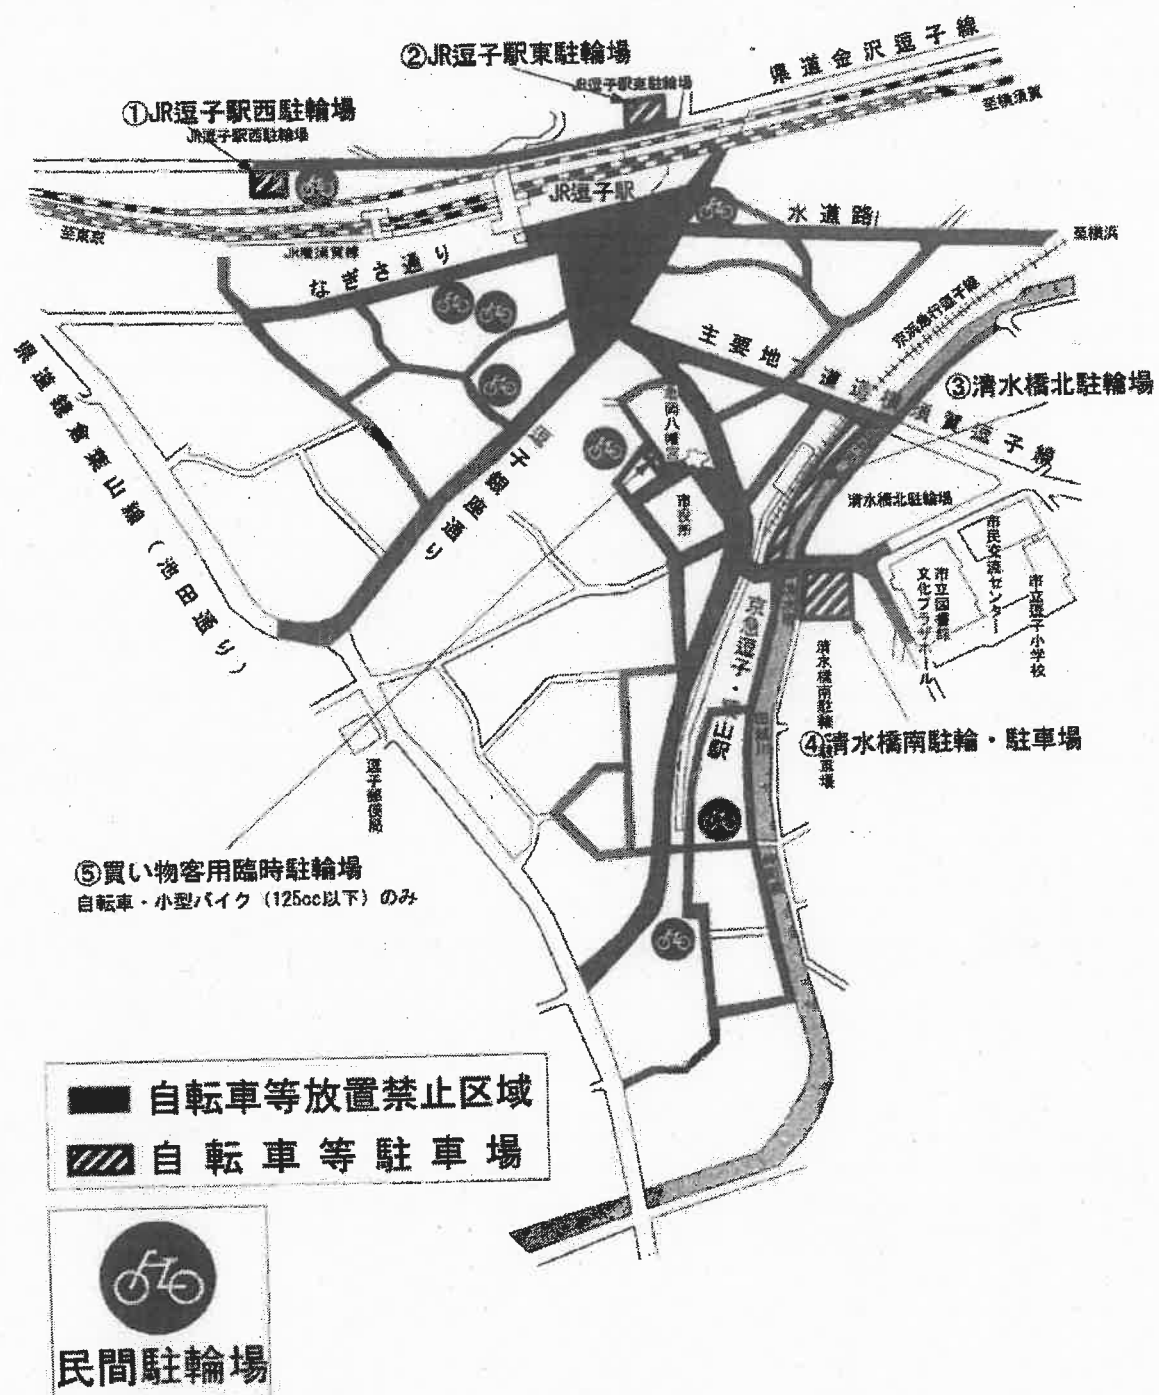 ②JR逗子駅東駐輪場
JR逗子駅東駐輪場
県道金沢逗子線
至横須賀
①JR逗子駅西駐輪場
JR逗子駅西駐輪場
JR逗子駅
水道路
至横浜
至東京
JR横須賀線
なぎさ通り
京浜急行逗子線
主要地方道横須賀逗子線
③清水橋北駐輪場
清水橋北駐輪場
県道鎌倉葉山線(池田通り)
逗子銀座通り
亀岡八幡宮
市役所
市民交流センター
市立図書館
文化プラザホール
市立逗子小学校
京急逗子・
④清水橋南駐輪・駐車場
田越川
逗子郵便局
⑤買い物客用臨時駐輪場
自転車・小型バイク(125cc以下)のみ
自転車等放置禁止区域
自転車等駐車場
民間駐輪場